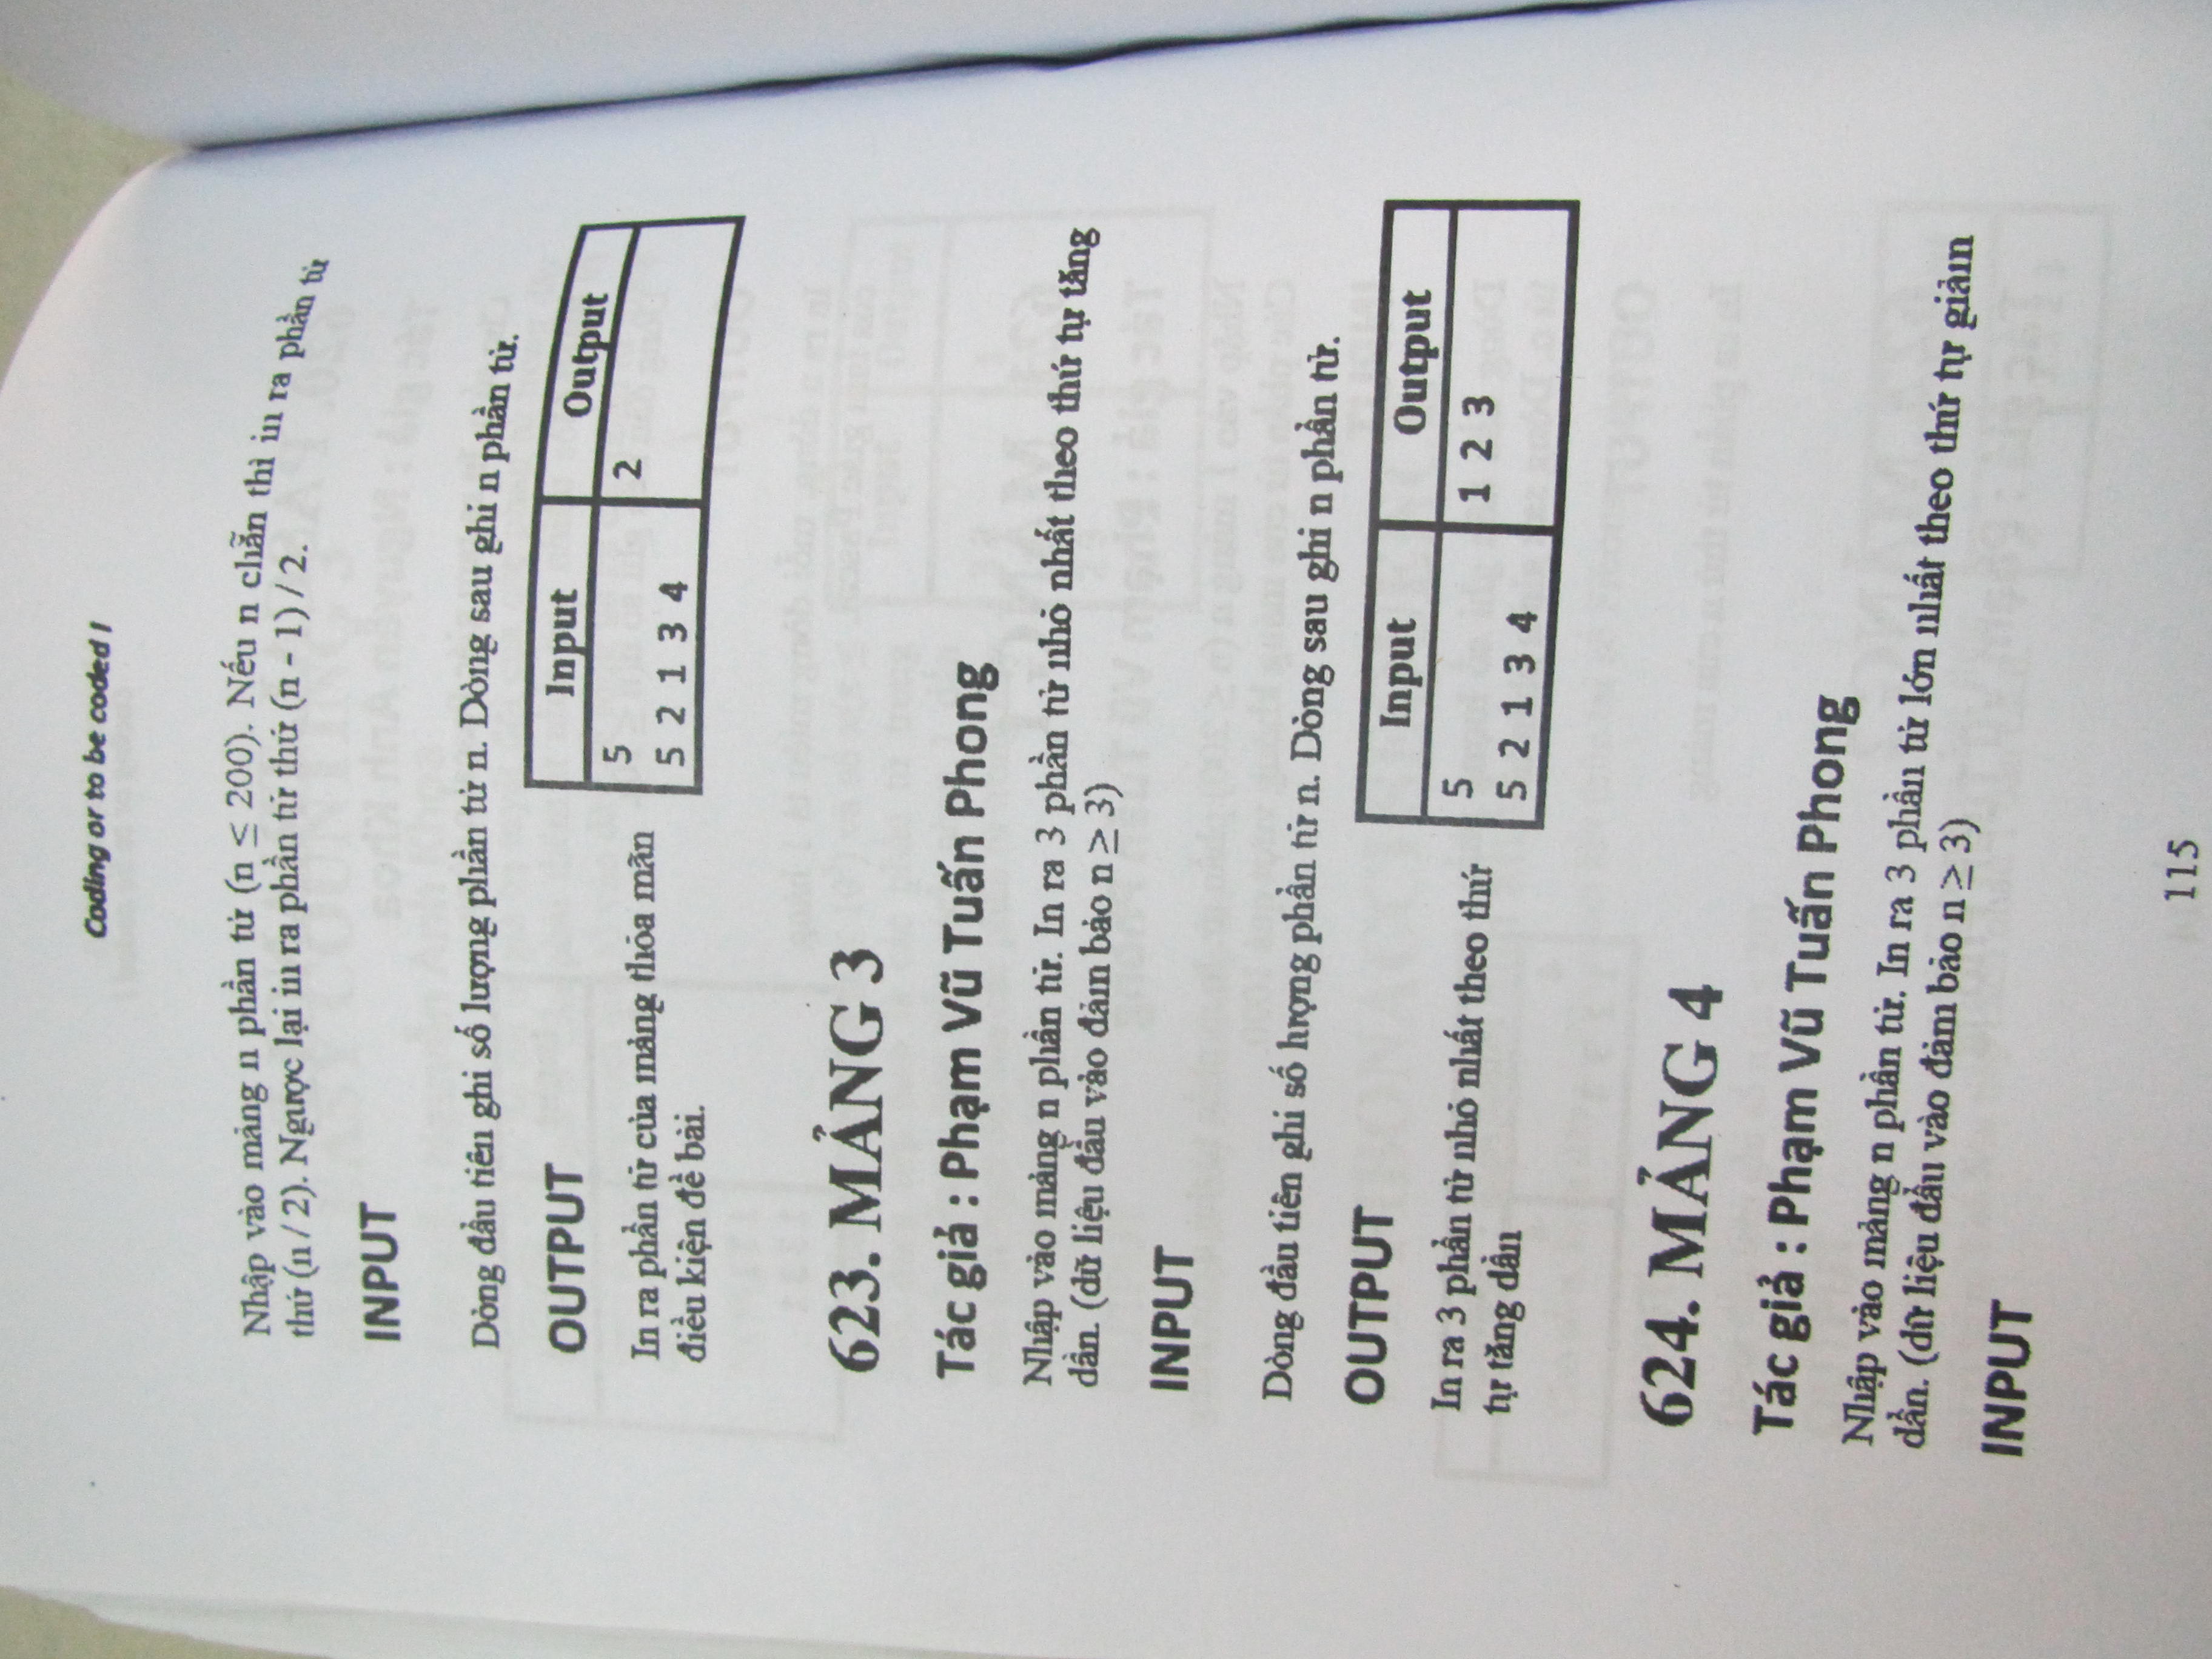 Coding or to be coded !
Nhập vào mảng n phần tử (n ≤ 200). Nếu n chẵn thì in ra phần tử
thứ (n / 2). Ngược lại in ra phần tử thứ (n - 1) / 2.
INPUT
Dòng đầu tiên ghi số lượng phần tử n. Dòng sau ghi n phần tử.
OUTPUT
In ra phần tử của mảng thỏa mãn
điều kiện đề bài.
Input Output
5 2
5 2 1 3 4
623. MẢNG 3
Tác giả : Phạm Vũ Tuấn Phong
Nhập vào mảng n phần tử. In ra 3 phần tử nhỏ nhất theo thứ tự tăng
dần. (dữ liệu đầu vào đảm bảo n ≥ 3)
INPUT
Dòng đầu tiên ghi số lượng phần tử n. Dòng sau ghi n phần tử.
OUTPUT
In ra 3 phần tử nhỏ nhất theo thứ
tự tăng dần
Input Output
5 1 2 3
5 2 1 3 4
624. MẢNG 4
Tác giả : Phạm Vũ Tuấn Phong
Nhập vào mảng n phần tử. In ra 3 phần tử lớn nhất theo thứ tự giảm
dần. (dữ liệu đầu vào đảm bảo n ≥ 3)
INPUT
115